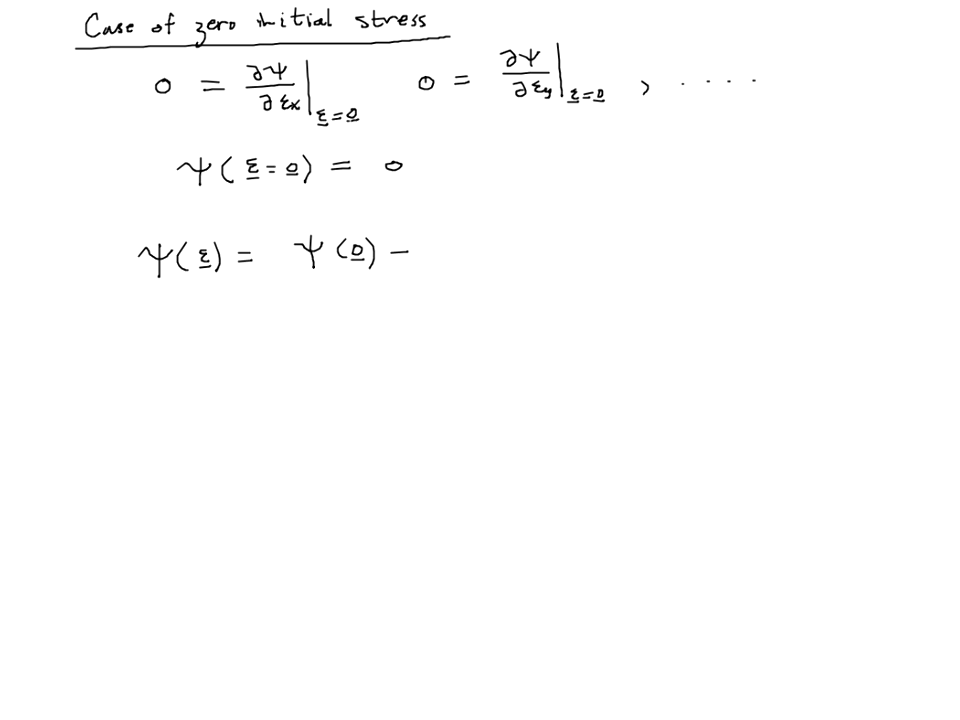 Case of zero initial stress
0 = ∂ψ/∂εx |ε=0   0 = ∂ψ/∂εy |ε=0 , ....
ψ(ε=0) = 0
ψ(ε) = ψ(0) −